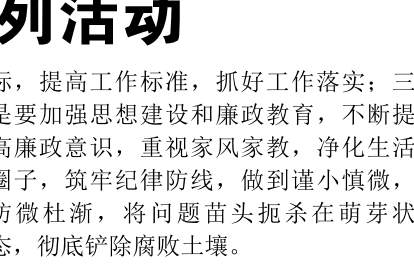 列活动
标，提高工作标准，抓好工作落实；三
是要加强思想建设和廉政教育，不断提
高廉政意识，重视家风家教，净化生活
圈子，筑牢纪律防线，做到谨小慎微，
防微杜渐，将问题苗头扼杀在萌芽状
态，彻底铲除腐败土壤。